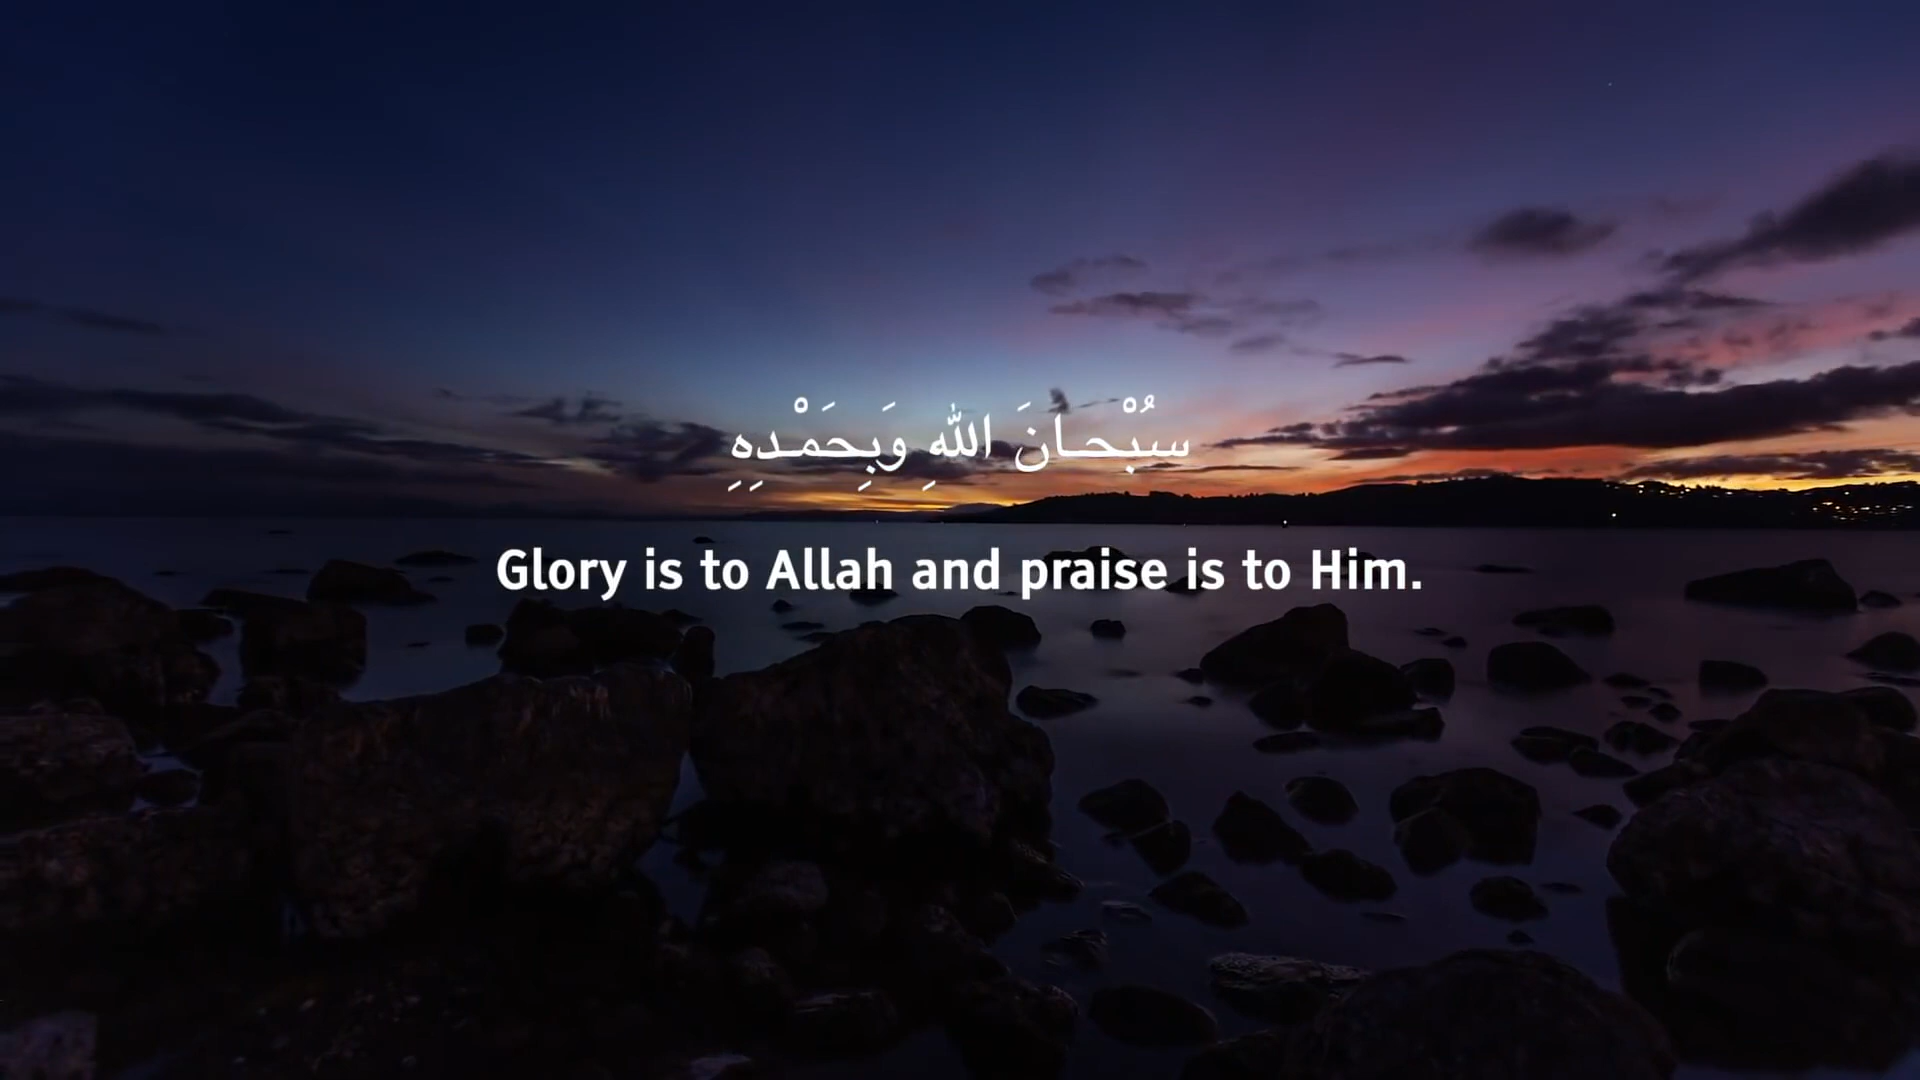 سُبْحَانَ اللهِ وَبِحَمْدِهِ
Glory is to Allah and praise is to Him.